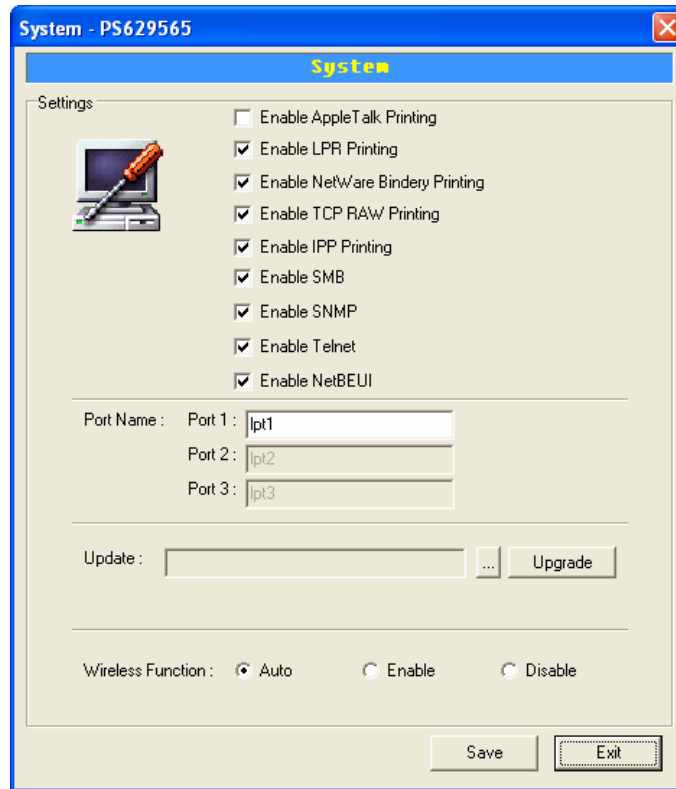 System - PS629565
System
Settings
Enable AppleTalk Printing
Enable LPR Printing
Enable NetWare Bindery Printing
Enable TCP RAW Printing
Enable IPP Printing
Enable SMB
Enable SNMP
Enable Telnet
Enable NetBEUI
Port Name : Port 1 : lpt1
Port 2 : lpt2
Port 3 : lpt3
Update : ... Upgrade
Wireless Function : Auto Enable Disable
Save Exit